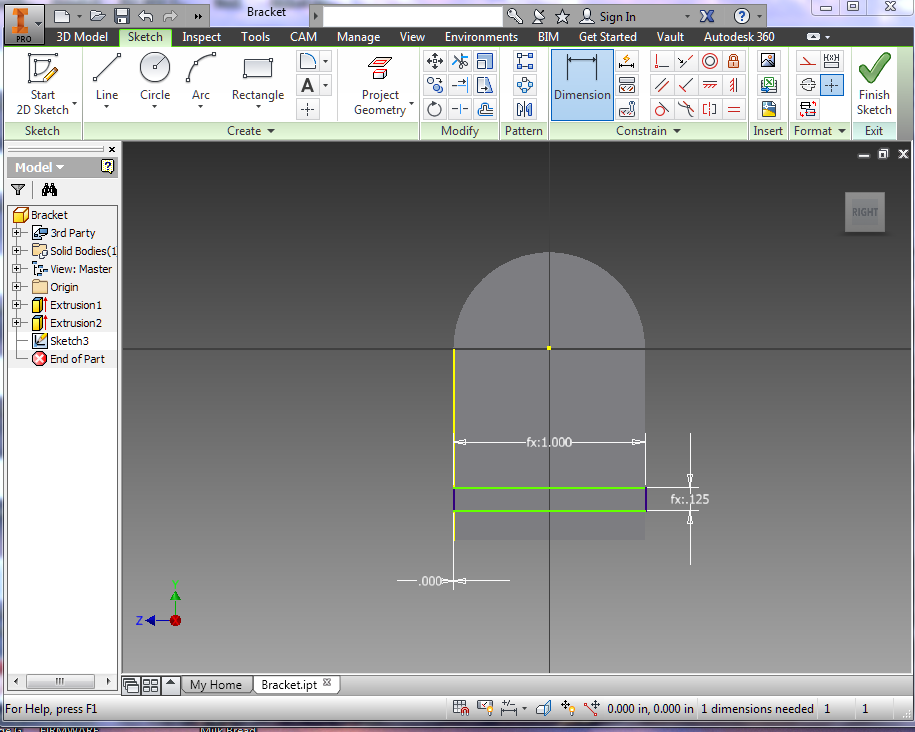 Bracket
Sign In
PRO
3D Model Sketch Inspect Tools CAM Manage View Environments BIM Get Started Vault Autodesk 360
Start
2D Sketch
Line
Circle
Arc
Rectangle
A
Project
Geometry
Dimension
Finish
Sketch
Sketch
Create
Modify
Pattern
Constrain
Insert
Format
Exit
Model
Bracket
3rd Party
Solid Bodies(1
View: Master
Origin
Extrusion1
Extrusion2
Sketch3
End of Part
RIGHT
fx:1.000
fx:.125
.000
Z
My Home
Bracket.ipt
For Help, press F1
0.000 in, 0.000 in
1 dimensions needed
1
1
FIRMWARE
Milk Bread